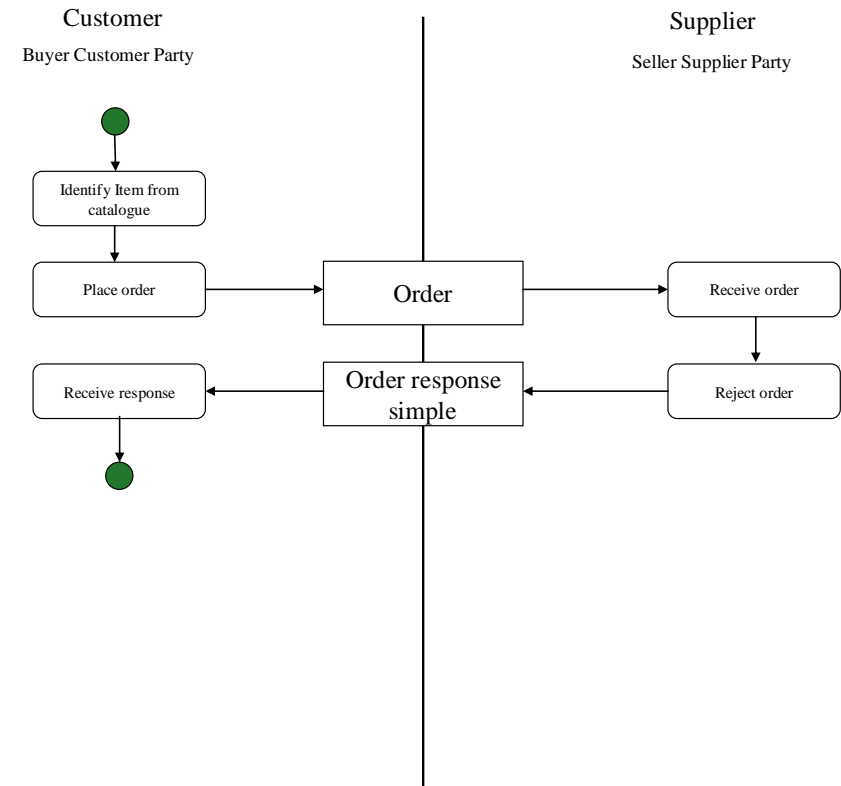 Customer
Supplier
Buyer Customer Party
Seller Supplier Party
Identify Item from
catalogue
Place order
Order
Receive order
Receive response
Order response
simple
Reject order